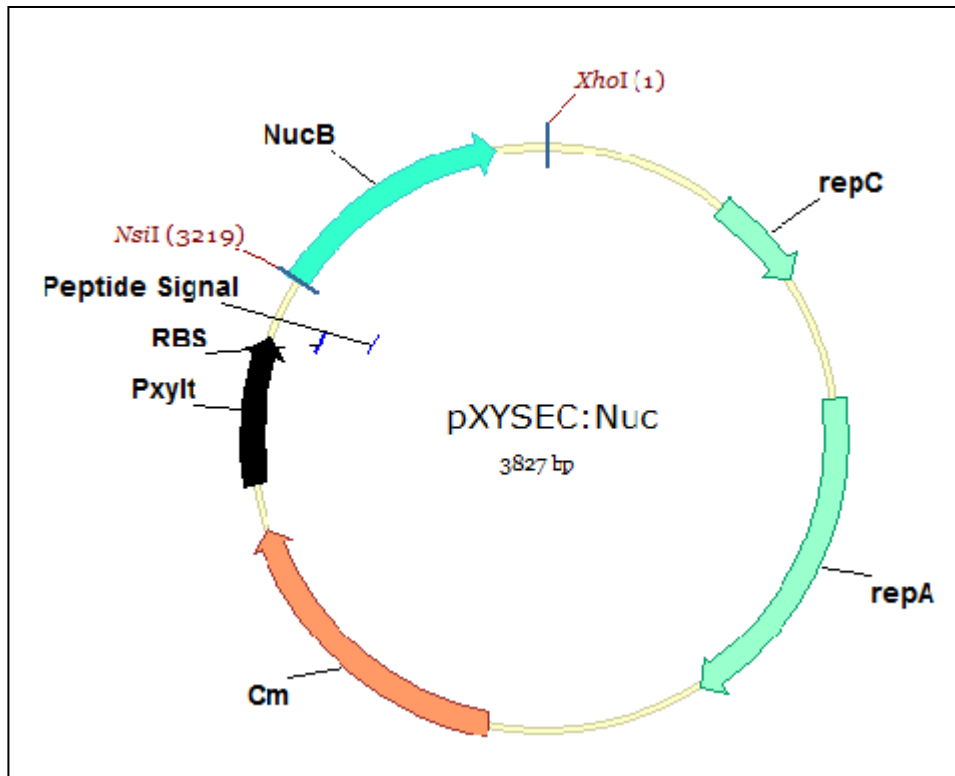 XhoI (1)
NucB
repC
NsiI (3219)
Peptide Signal
RBS
Pxylt
pXYSEC:Nuc
3827 bp
repA
Cm